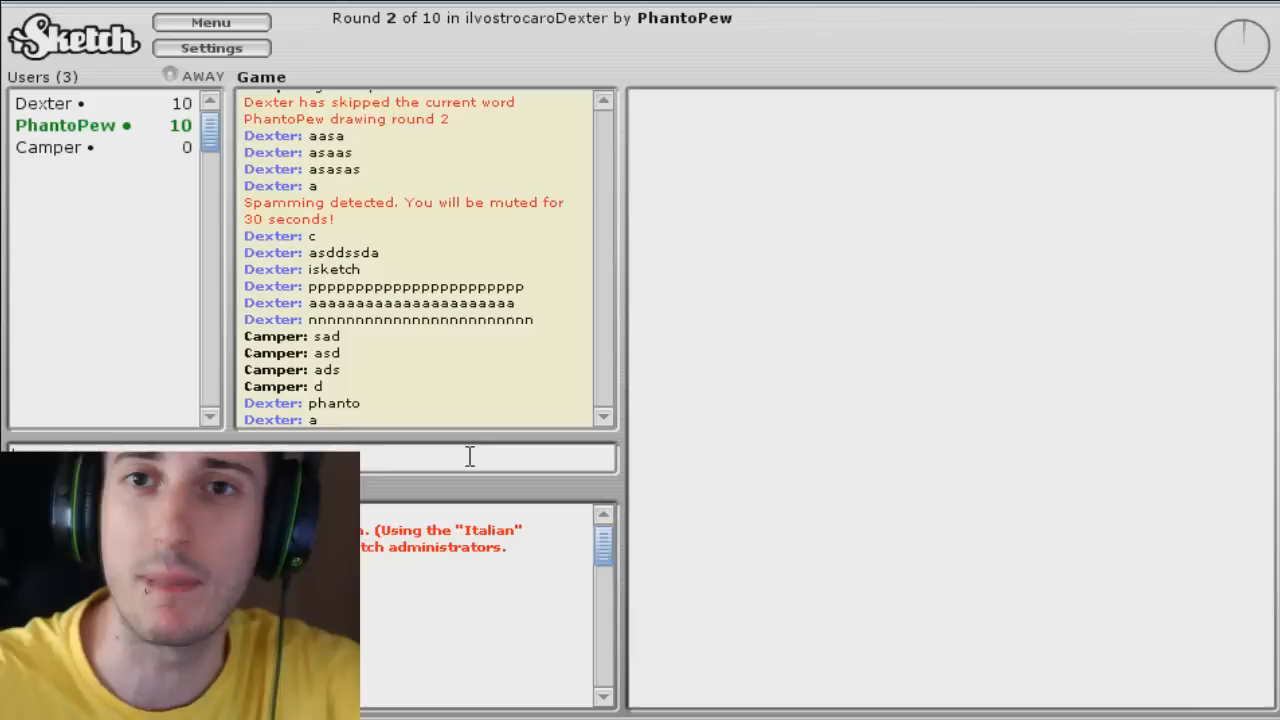 iSketch
Menu
Settings
Round 2 of 10 in ilvostrocaroDexter by PhantoPew
Users (3)
AWAY
Game
Dexter • 10
PhantoPew • 10
Camper • 0
Dexter has skipped the current word
PhantoPew drawing round 2
Dexter: aasa
Dexter: asaas
Dexter: asasas
Dexter: a
Spamming detected. You will be muted for
30 seconds!
Dexter: c
Dexter: asddssda
Dexter: isketch
Dexter: ppppppppppppppppppppppp
Dexter: aaaaaaaaaaaaaaaaaaaaaa
Dexter: nnnnnnnnnnnnnnnnnnnnnnnn
Camper: sad
Camper: asd
Camper: ads
Camper: d
Dexter: phanto
Dexter: a
. (Using the "Italian"
tch administrators.